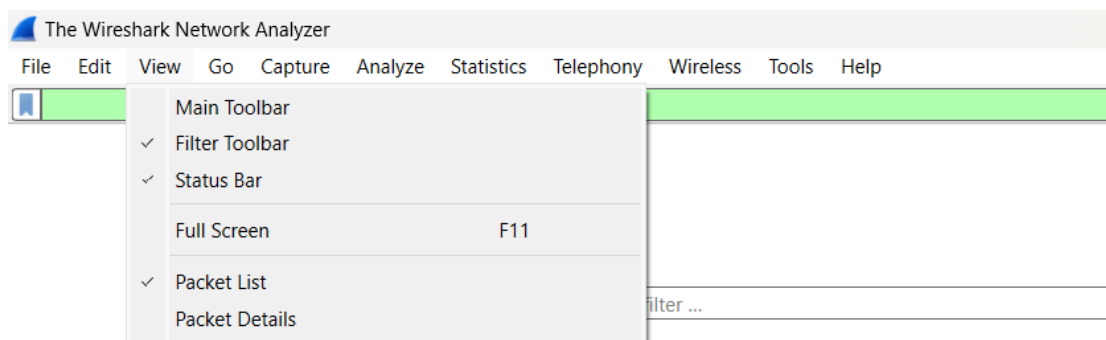 The Wireshark Network Analyzer
File Edit View Go Capture Analyze Statistics Telephony Wireless Tools Help
Main Toolbar
Filter Toolbar
Status Bar
Full Screen F11
Packet List
filter ...
Packet Details